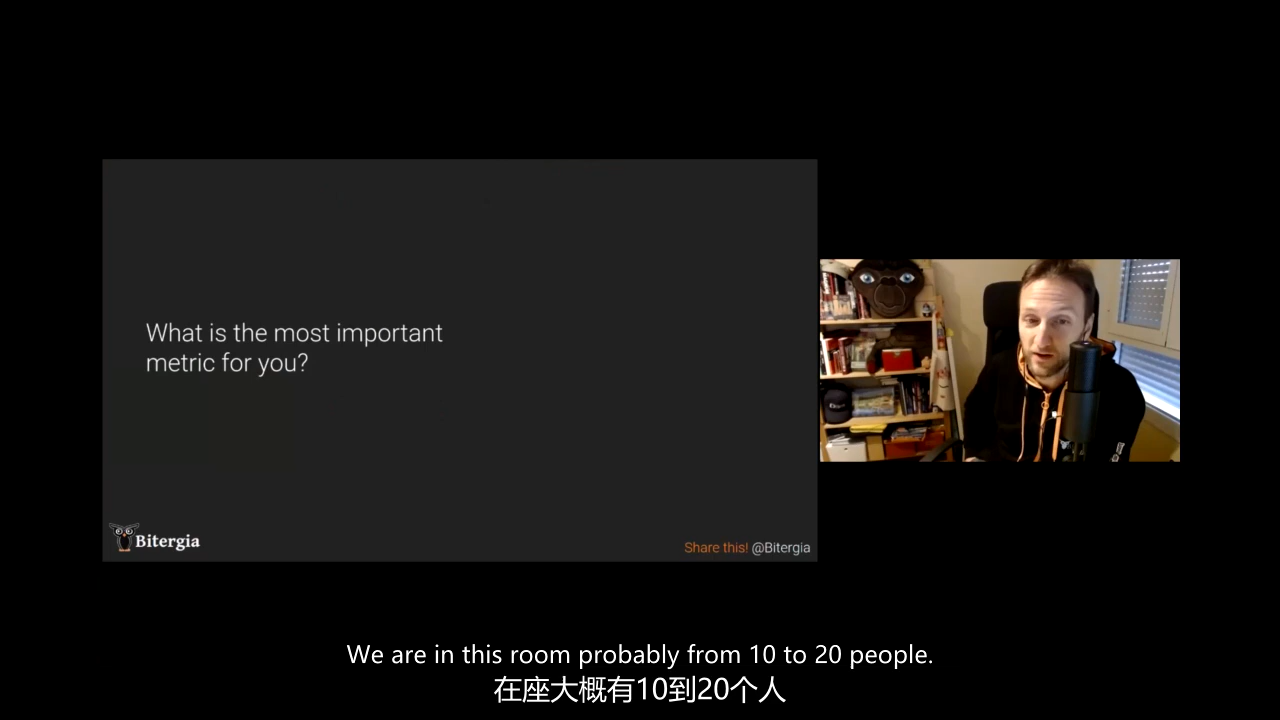 What is the most important
metric for you?
Bitergia
Share this! @Bitergia
We are in this room probably from 10 to 20 people.
在座大概有10到20个人